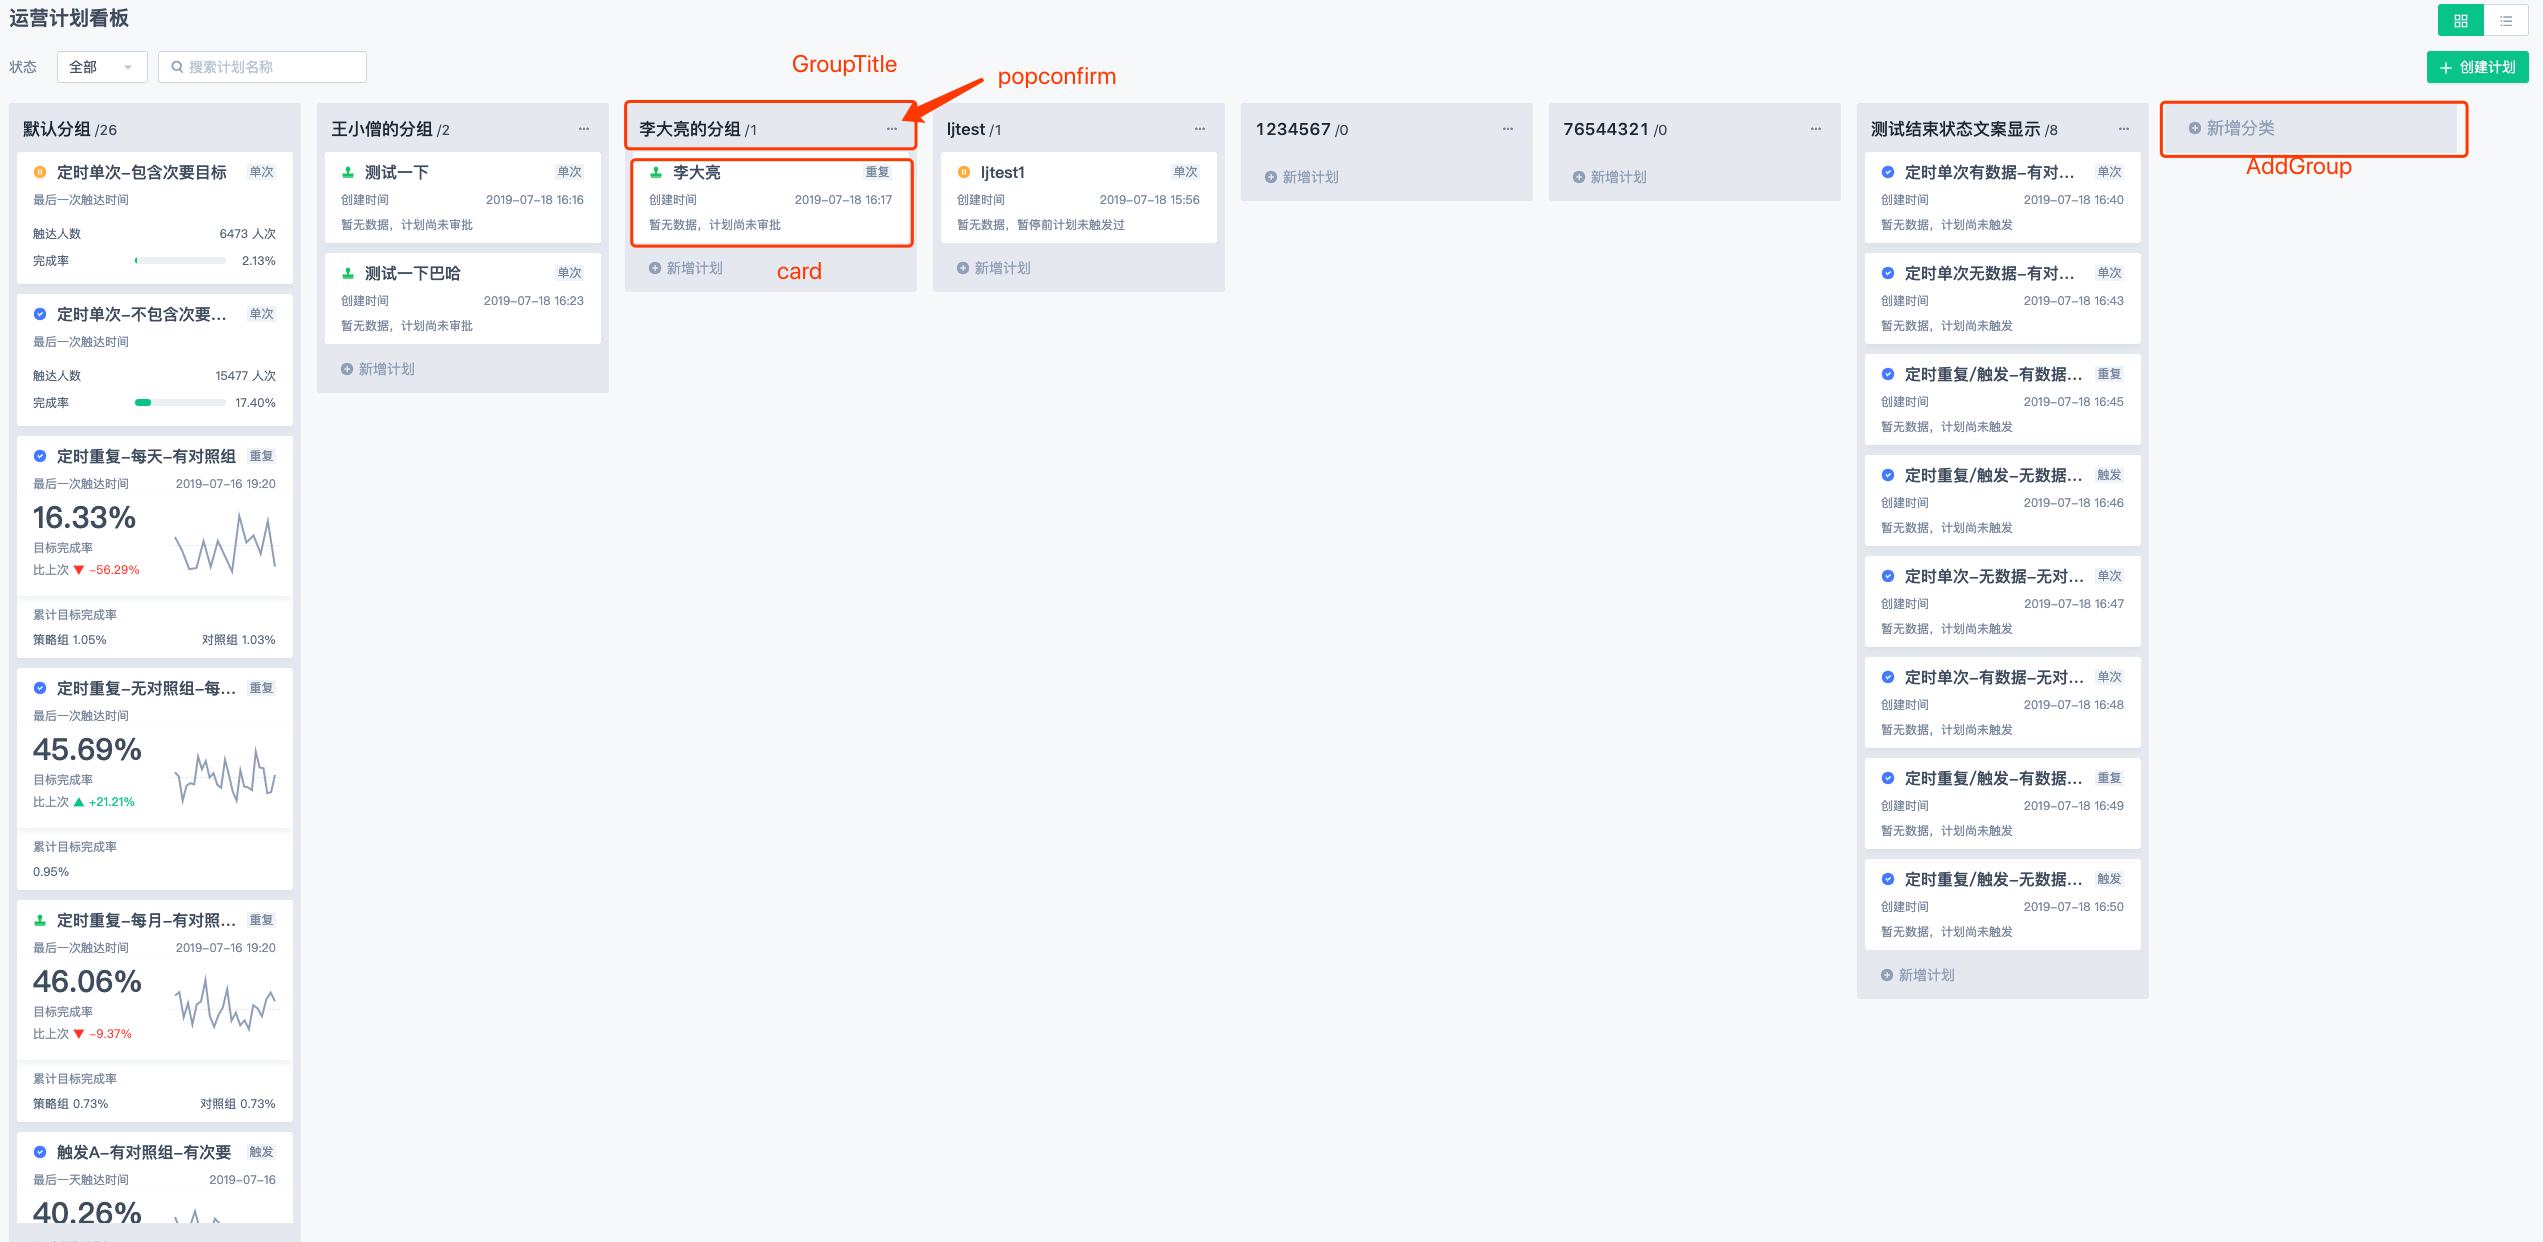 运营计划看板
状态
全部
搜索计划名称
GroupTitle
popconfirm
创建计划
默认分组 /26
定时单次-包含次要目标 单次
最后一次触达时间
触达人数 6473 人次
完成率 2.13%
定时单次-不包含次要... 单次
最后一次触达时间
触达人数 15477 人次
完成率 17.40%
定时重复-每天-有对照组 重复
最后一次触达时间 2019-07-16 19:20
16.33%
目标完成率
比上次 ▼ -56.29%
累计目标完成率
策略组 1.05% 对照组 1.03%
定时重复-无对照组-每... 重复
最后一次触达时间
45.69%
目标完成率
比上次 ▲ +21.21%
累计目标完成率
0.95%
定时重复-每月-有对照... 重复
最后一次触达时间 2019-07-16 19:20
46.06%
目标完成率
比上次 ▼ -9.37%
累计目标完成率
策略组 0.73% 对照组 0.73%
触发A-有对照组-有次要 触发
最后一天触达时间 2019-07-16
40.26%
王小僧的分组 /2 ...
测试一下 单次
创建时间 2019-07-18 16:16
暂无数据，计划尚未审批
测试一下巴哈 单次
创建时间 2019-07-18 16:23
暂无数据，计划尚未审批
新增计划
李大亮的分组 /1 ...
李大亮 重复
创建时间 2019-07-18 16:17
暂无数据，计划尚未审批
新增计划
card
ljtest /1 ...
ljtest1 单次
创建时间 2019-07-18 15:56
暂无数据，暂停前计划未触发过
新增计划
1234567 /0 ...
新增计划
76544321 /0 ...
新增计划
测试结束状态文案显示 /8 ...
定时单次有数据-有对... 单次
创建时间 2019-07-18 16:40
暂无数据，计划尚未触发
定时单次无数据-有对... 单次
创建时间 2019-07-18 16:43
暂无数据，计划尚未触发
定时重复/触发-有数据... 重复
创建时间 2019-07-18 16:45
暂无数据，计划尚未触发
定时重复/触发-无数据... 触发
创建时间 2019-07-18 16:46
暂无数据，计划尚未触发
定时单次-无数据-无对... 单次
创建时间 2019-07-18 16:47
暂无数据，计划尚未触发
定时单次-有数据-无对... 单次
创建时间 2019-07-18 16:48
暂无数据，计划尚未触发
定时重复/触发-有数据... 重复
创建时间 2019-07-18 16:49
暂无数据，计划尚未触发
定时重复/触发-无数据... 触发
创建时间 2019-07-18 16:50
暂无数据，计划尚未触发
新增计划
新增分类
AddGroup